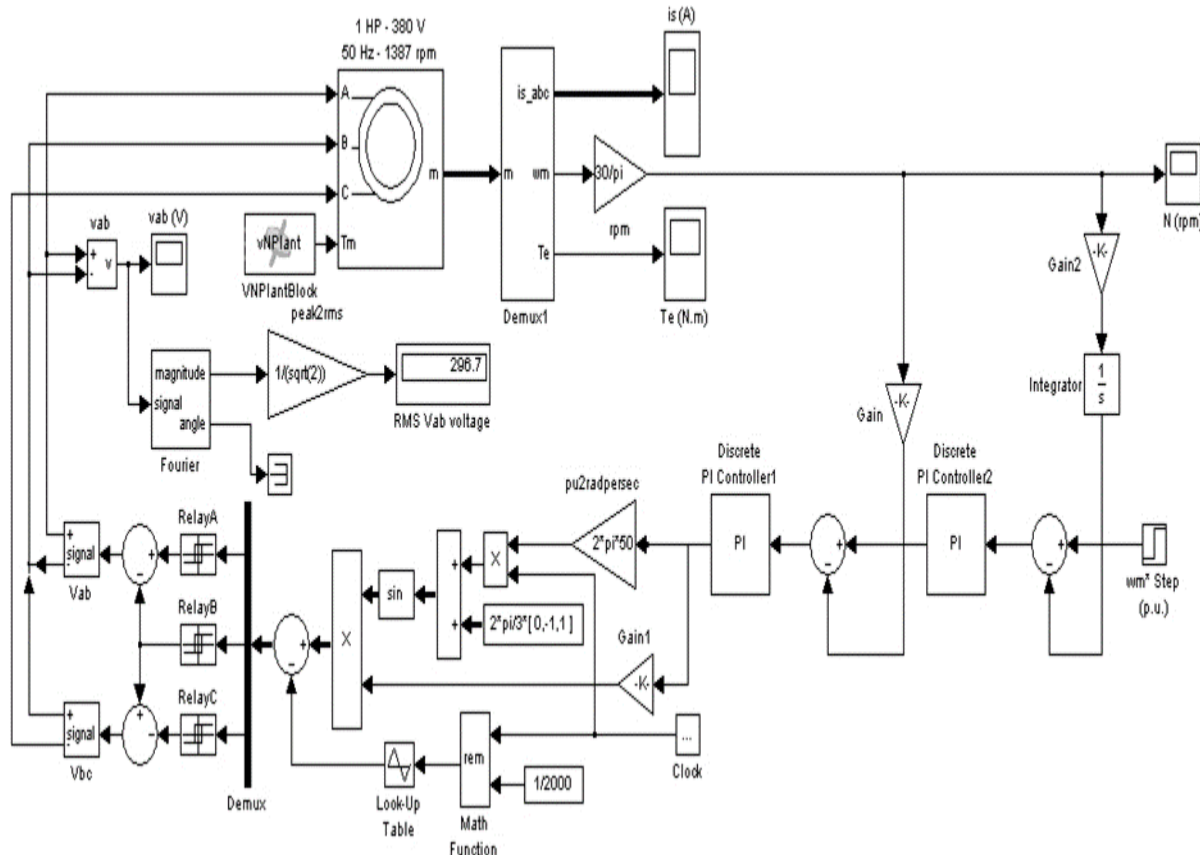 1 HP - 380 V
50 Hz - 1387 rpm
is (A)
A
B
C
Tm
m
m
is_abc
wm
Te
30/pi
rpm
N (rpm)
vab
vab (V)
+
-
v
vNPlant
VNPlantBlock
Demux1
Te (N.m)
-K-
Gain2
peak2rms
magnitude
signal
angle
Fourier
1/(sqrt(2))
296.7
RMS Vab voltage
Integrator
1
s
-K-
Gain
Discrete
PI Controller1
Discrete
PI Controller2
pu2radpersec
2*pi*50
PI
PI
+
-
+
-
wm* Step
(p.u.)
+
signal
-
Vab
+
-
RelayA
RelayB
RelayC
+
signal
-
Vbc
+
-
Demux
+
-
X
sin
+
+
X
2*pi/3*[ 0,-1,1 ]
Gain1
-K-
...
Clock
rem
1/2000
Look-Up
Table
Math
Function